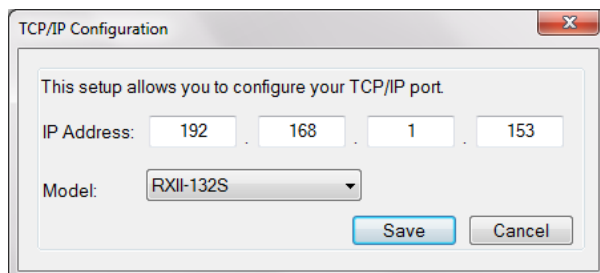 TCP/IP Configuration
This setup allows you to configure your TCP/IP port.
IP Address: 192 . 168 . 1 . 153
Model: RXII-132S
Save Cancel